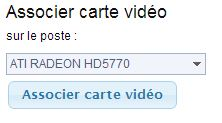 Associer carte vidéo
sur le poste :
ATI RADEON HD5770
Associer carte vidéo